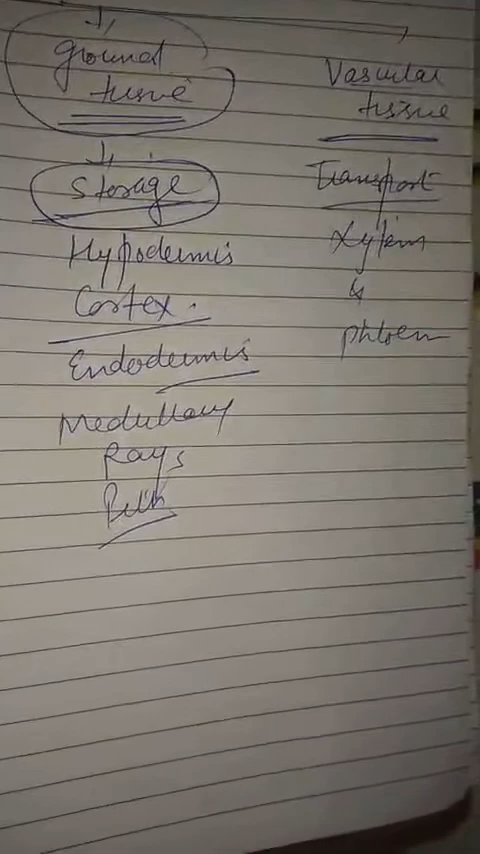 ground
tissue
Storage
Hypodermis
Cortex.
Endodermis
Medullary
Rays
Pith
Vascular
tissue
Transport
Xylem
&
phloem